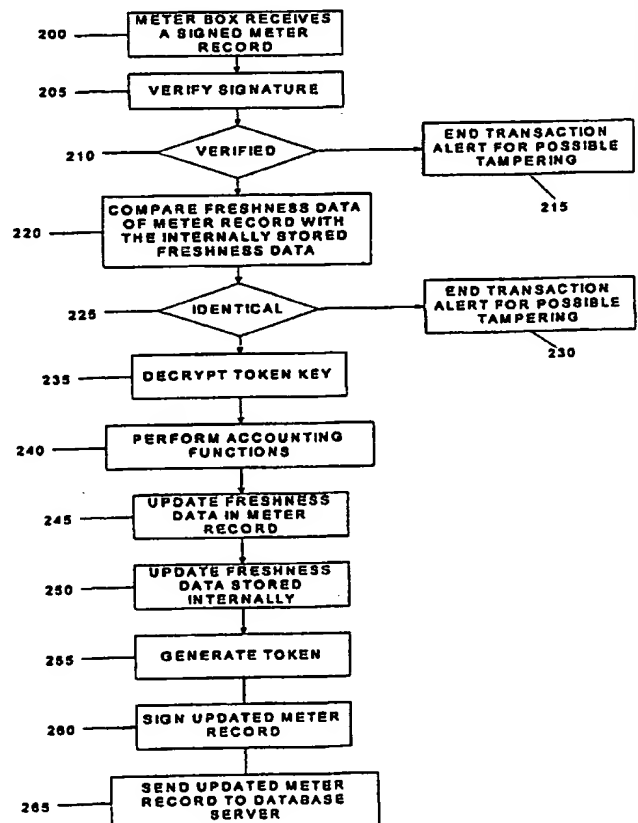 200
METER BOX RECEIVES
A SIGNED METER
RECORD
205
VERIFY SIGNATURE
210
VERIFIED
END TRANSACTION
ALERT FOR POSSIBLE
TAMPERING
215
220
COMPARE FRESHNESS DATA
OF METER RECORD WITH
THE INTERNALLY STORED
FRESHNESS DATA
225
IDENTICAL
END TRANSACTION
ALERT FOR POSSIBLE
TAMPERING
230
235
DECRYPT TOKEN KEY
240
PERFORM ACCOUNTING
FUNCTIONS
245
UPDATE FRESHNESS
DATA IN METER
RECORD
250
UPDATE FRESHNESS
DATA STORED
INTERNALLY
255
GENERATE TOKEN
260
SIGN UPDATED METER
RECORD
265
SEND UPDATED METER
RECORD TO DATABASE
SERVER